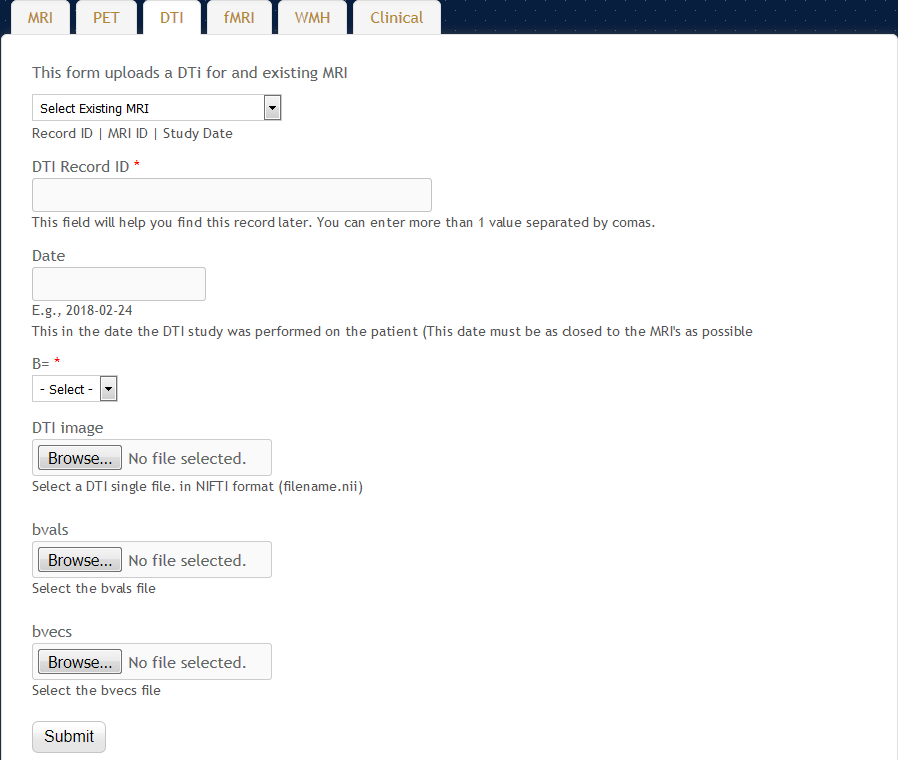 MRI PET DTI fMRI WMH Clinical
This form uploads a DTi for and existing MRI
Select Existing MRI
Record ID | MRI ID | Study Date
DTI Record ID *
This field will help you find this record later. You can enter more than 1 value separated by comas.
Date
E.g., 2018-02-24
This in the date the DTI study was performed on the patient (This date must be as closed to the MRI's as possible
B= *
- Select -
DTI image
Browse... No file selected.
Select a DTI single file. in NIFTI format (filename.nii)
bvals
Browse... No file selected.
Select the bvals file
bvecs
Browse... No file selected.
Select the bvecs file
Submit